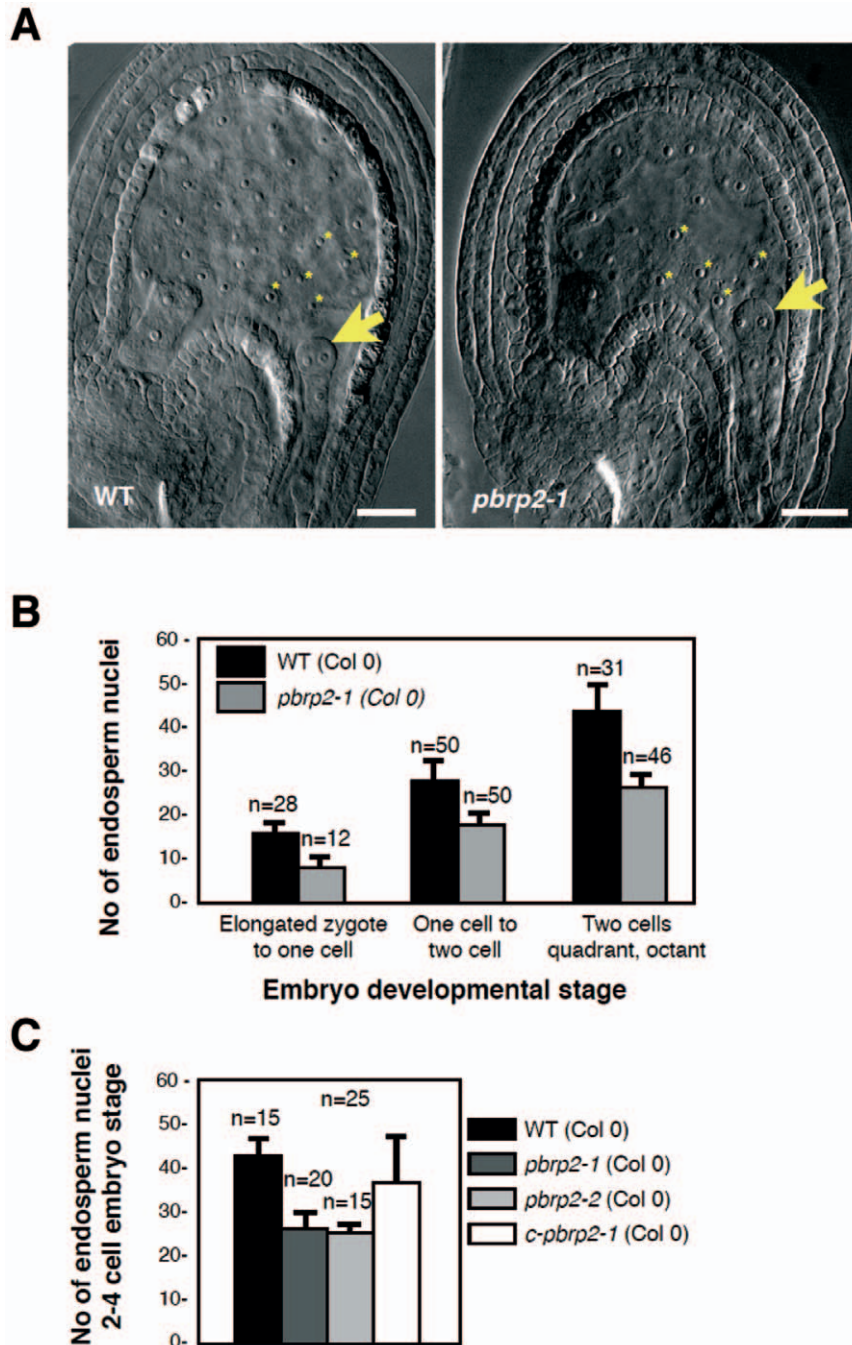 A
WT
pbrp2-1
B
No of endosperm nuclei
60 -
50-
40-
30-
20-
10-
0-
WT (Col 0)
pbrp2-1 (Col 0)
n=28
n=12
n=50
n=50
n=31
n=46
Elongated zygote
to one cell
One cell to
two cell
Two cells
quadrant, octant
Embryo developmental stage
C
No of endosperm nuclei
2-4 cell embryo stage
60 -
50-
40-
30-
20-
10-
0-
n=15
n=20
n=15
n=25
WT (Col 0)
pbrp2-1 (Col 0)
pbrp2-2 (Col 0)
c-pbrp2-1 (Col 0)